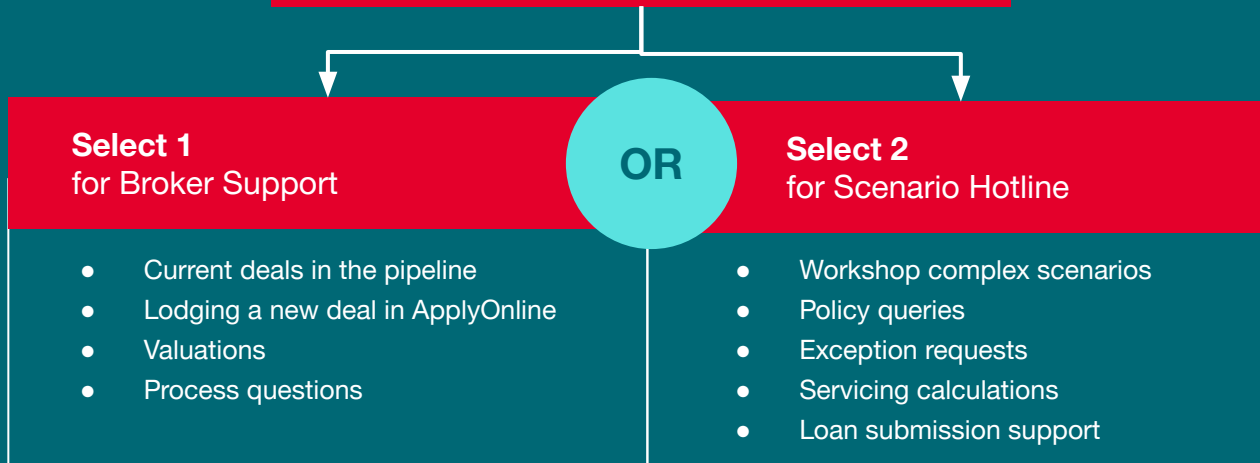 Select 1
for Broker Support
● Current deals in the pipeline
● Lodging a new deal in ApplyOnline
● Valuations
● Process questions
OR
Select 2
for Scenario Hotline
● Workshop complex scenarios
● Policy queries
● Exception requests
● Servicing calculations
● Loan submission support